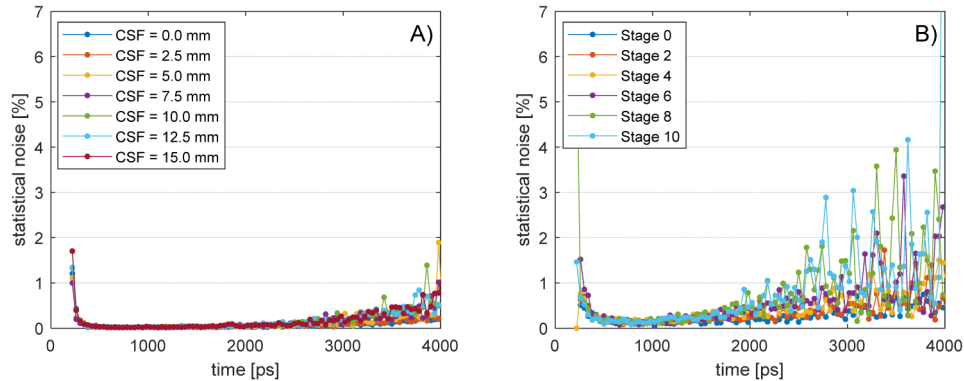 7
6
5
4
3
2
1
0
statistical noise [%]
CSF = 0.0 mm
CSF = 2.5 mm
CSF = 5.0 mm
CSF = 7.5 mm
CSF = 10.0 mm
CSF = 12.5 mm
CSF = 15.0 mm
A)
0 1000 2000 3000 4000
time [ps]
7
6
5
4
3
2
1
0
statistical noise [%]
Stage 0
Stage 2
Stage 4
Stage 6
Stage 8
Stage 10
B)
0 1000 2000 3000 4000
time [ps]